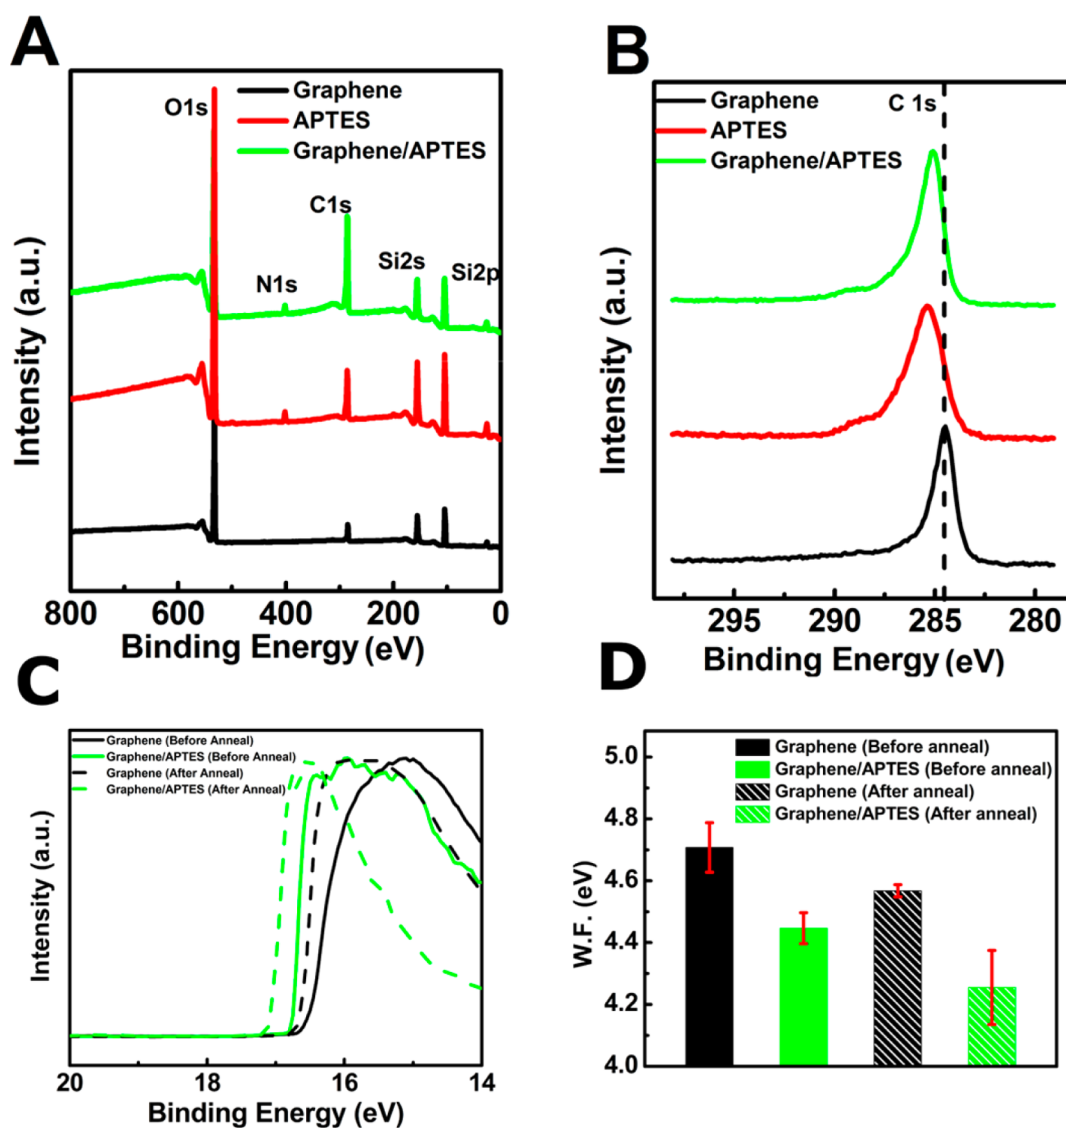 A
Graphene
APTES
Graphene/APTES
O1s
N1s
C1s
Si2s
Si2p
Intensity (a.u.)
800 600 400 200 0
Binding Energy (eV)
B
Graphene
APTES
Graphene/APTES
C 1s
Intensity (a.u.)
295 290 285 280
Binding Energy (eV)
C
Graphene (Before Anneal)
Graphene/APTES (Before Anneal)
Graphene (After Anneal)
Graphene/APTES (After Anneal)
Intensity (a.u.)
20 18 16 14
Binding Energy (eV)
D
Graphene (Before anneal)
Graphene/APTES (Before anneal)
Graphene (After anneal)
Graphene/APTES (After anneal)
W.F. (eV)
5.0
4.8
4.6
4.4
4.2
4.0